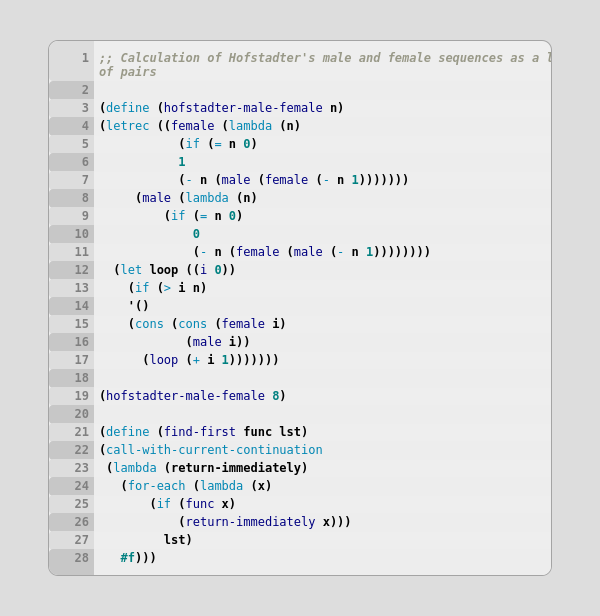 1 ;; Calculation of Hofstadter's male and female sequences as a
of pairs
2
3 (define (hofstadter-male-female n)
4 (letrec ((female (lambda (n)
5 (if (= n 0)
6 1
7 (- n (male (female (- n 1)))))))
8 (male (lambda (n)
9 (if (= n 0)
10 0
11 (- n (female (male (- n 1))))))))
12 (let loop ((i 0))
13 (if (> i n)
14 '()
15 (cons (cons (female i)
16 (male i))
17 (loop (+ i 1)))))))
18
19 (hofstadter-male-female 8)
20
21 (define (find-first func lst)
22 (call-with-current-continuation
23 (lambda (return-immediately)
24 (for-each (lambda (x)
25 (if (func x)
26 (return-immediately x)))
27 lst)
28 #f)))